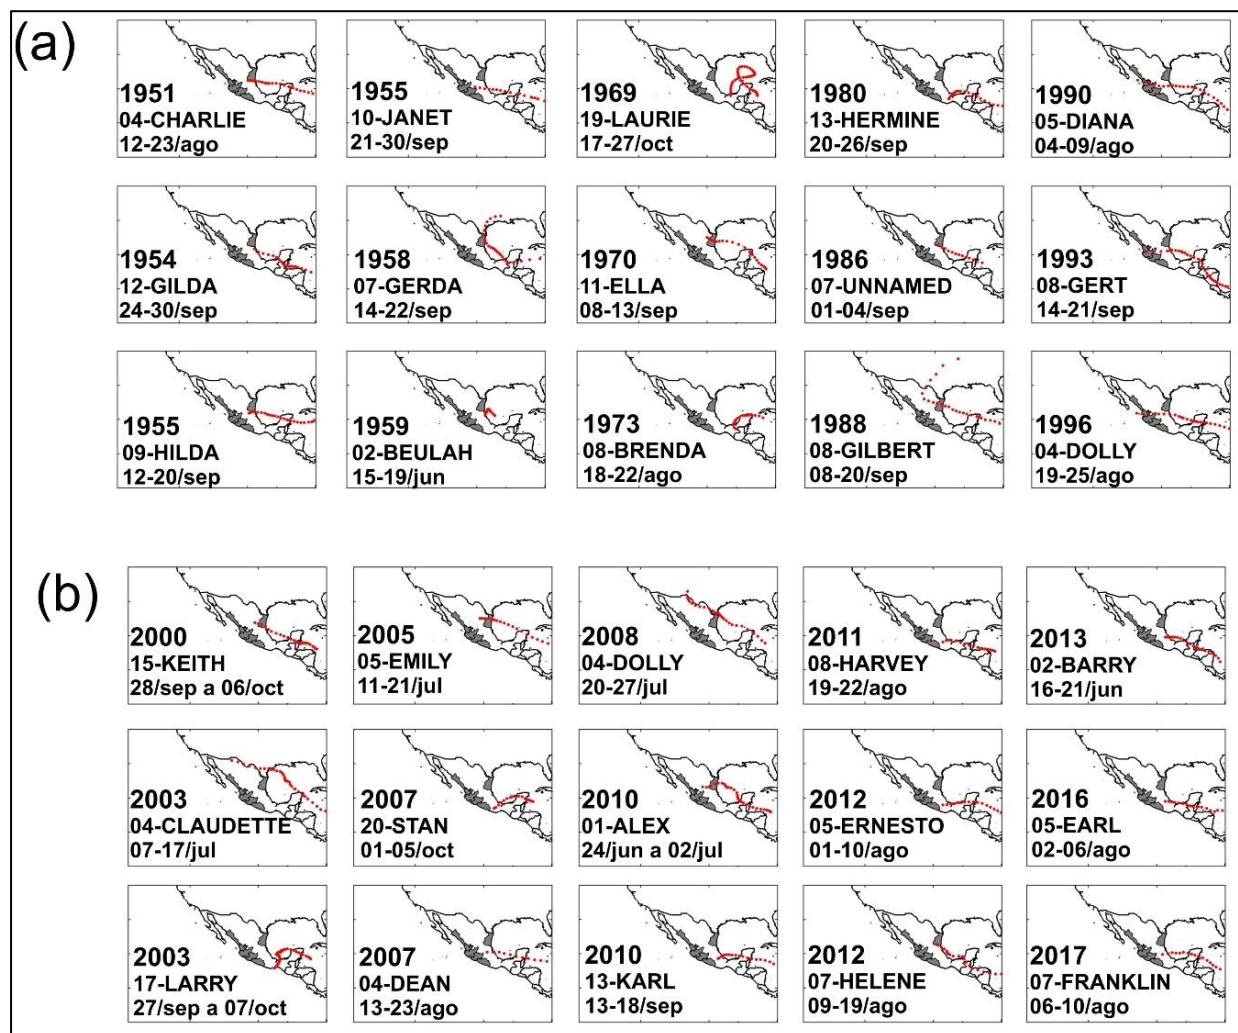 (a)
1951
04-CHARLIE
12-23/ago
1955
10-JANET
21-30/sep
1969
19-LAURIE
17-27/oct
1980
13-HERMINE
20-26/sep
1990
05-DIANA
04-09/ago
1954
12-GILDA
24-30/sep
1958
07-GERDA
14-22/sep
1970
11-ELLA
08-13/sep
1986
07-UNNAMED
01-04/sep
1993
08-GERT
14-21/sep
1955
09-HILDA
12-20/sep
1959
02-BEULAH
15-19/jun
1973
08-BRENDA
18-22/ago
1988
08-GILBERT
08-20/sep
1996
04-DOLLY
19-25/ago
(b)
2000
15-KEITH
28/sep a 06/oct
2005
05-EMILY
11-21/jul
2008
04-DOLLY
20-27/jul
2011
08-HARVEY
19-22/ago
2013
02-BARRY
16-21/jun
2003
04-CLAUDETTE
07-17/jul
2007
20-STAN
01-05/oct
2010
01-ALEX
24/jun a 02/jul
2012
05-ERNESTO
01-10/ago
2016
05-EARL
02-06/ago
2003
17-LARRY
27/sep a 07/oct
2007
04-DEAN
13-23/ago
2010
13-KARL
13-18/sep
2012
07-HELENE
09-19/ago
2017
07-FRANKLIN
06-10/ago